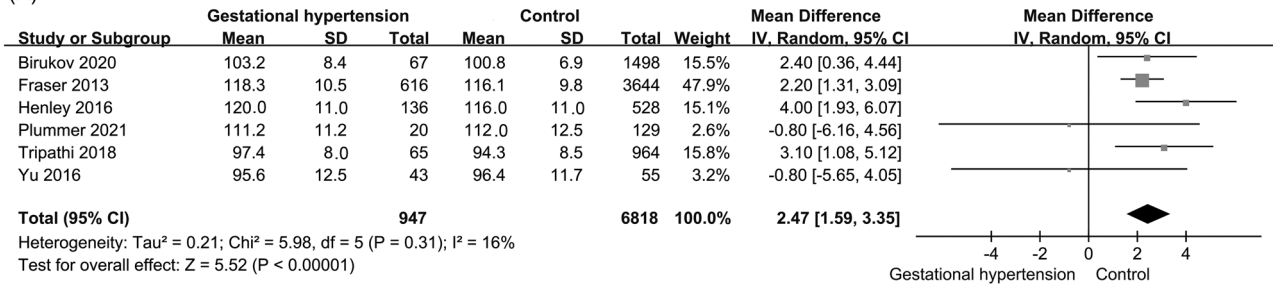 Gestational hypertension Control Mean Difference Mean Difference
Study or Subgroup Mean SD Total Mean SD Total Weight IV, Random, 95% CI IV, Random, 95% CI
Birukov 2020 103.2 8.4 67 100.8 6.9 1498 15.5% 2.40 [0.36, 4.44]
Fraser 2013 118.3 10.5 616 116.1 9.8 3644 47.9% 2.20 [1.31, 3.09]
Henley 2016 120.0 11.0 136 116.0 11.0 528 15.1% 4.00 [1.93, 6.07]
Plummer 2021 111.2 11.2 20 112.0 12.5 129 2.6% -0.80 [-6.16, 4.56]
Tripathi 2018 97.4 8.0 65 94.3 8.5 964 15.8% 3.10 [1.08, 5.12]
Yu 2016 95.6 12.5 43 96.4 11.7 55 3.2% -0.80 [-5.65, 4.05]
Total (95% CI) 947 6818 100.0% 2.47 [1.59, 3.35]
Heterogeneity: Tau² = 0.21; Chi² = 5.98, df = 5 (P = 0.31); I² = 16%
Test for overall effect: Z = 5.52 (P < 0.00001)
-4 -2 0 2 4
Gestational hypertension Control